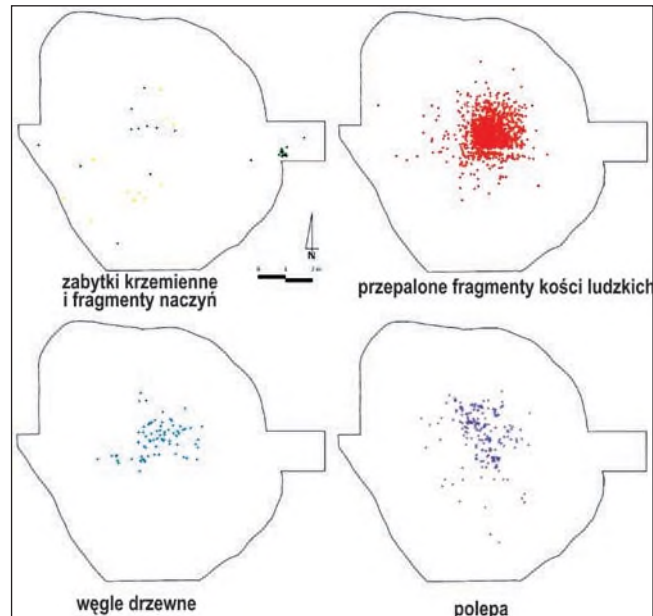 zabytki krzemienne
i fragmenty naczyń
N
przepalone fragmenty kości ludzkich
węgle drzewne
polepa